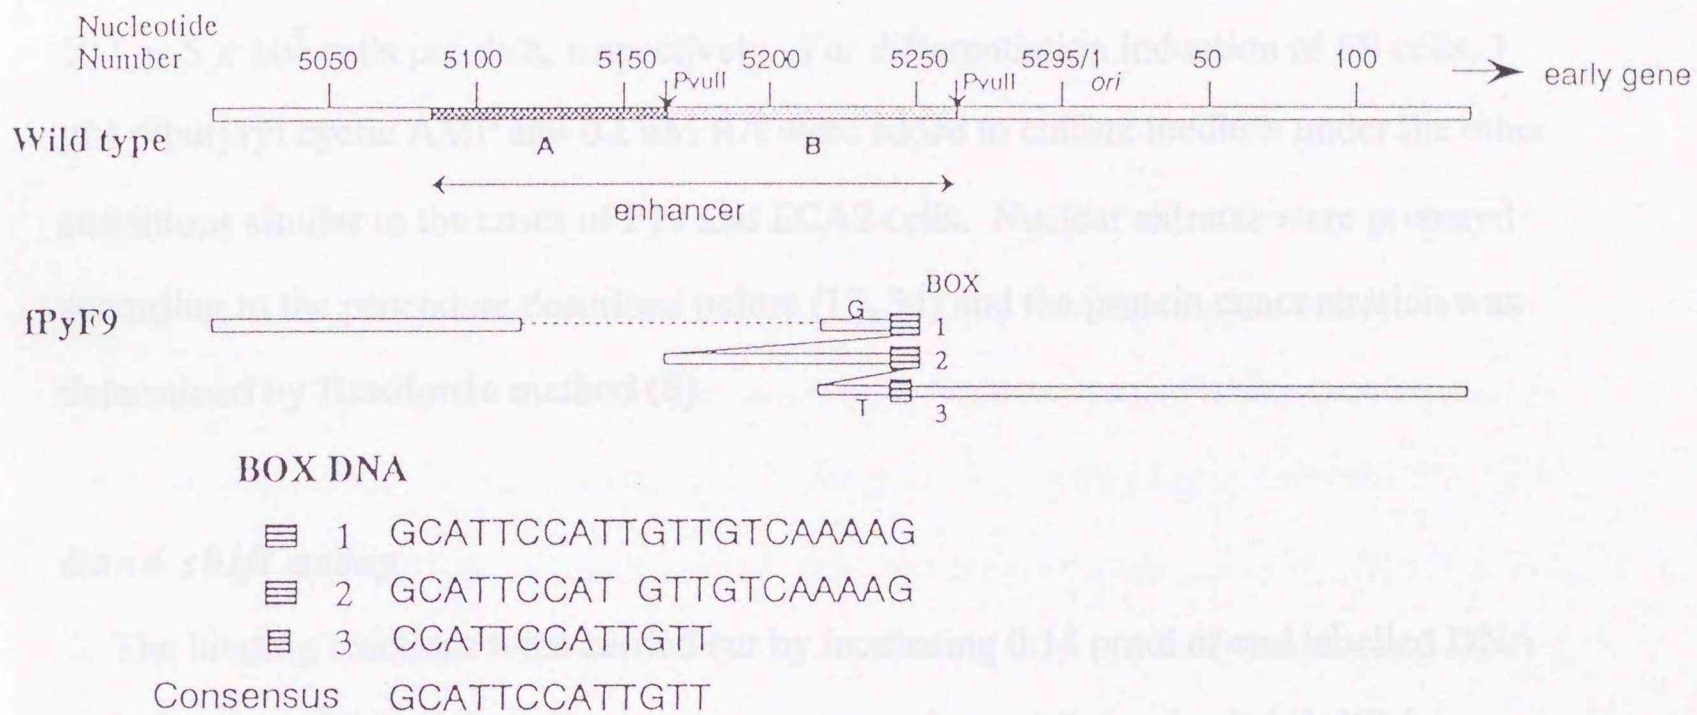 Nucleotide
Number 5050 5100 5150 5200 5250 5295/1 50 100
PvuII PvuII ori early gene
Wild type A B
enhancer
BOX
fPyF9 G 1
2
T 3
BOX DNA
1 GCATTCCATTGTTGTCAAAAG
2 GCATTCCAT GTTGTCAAAAG
3 GCATTCCATTGTT
Consensus GCATTCCATTGTT